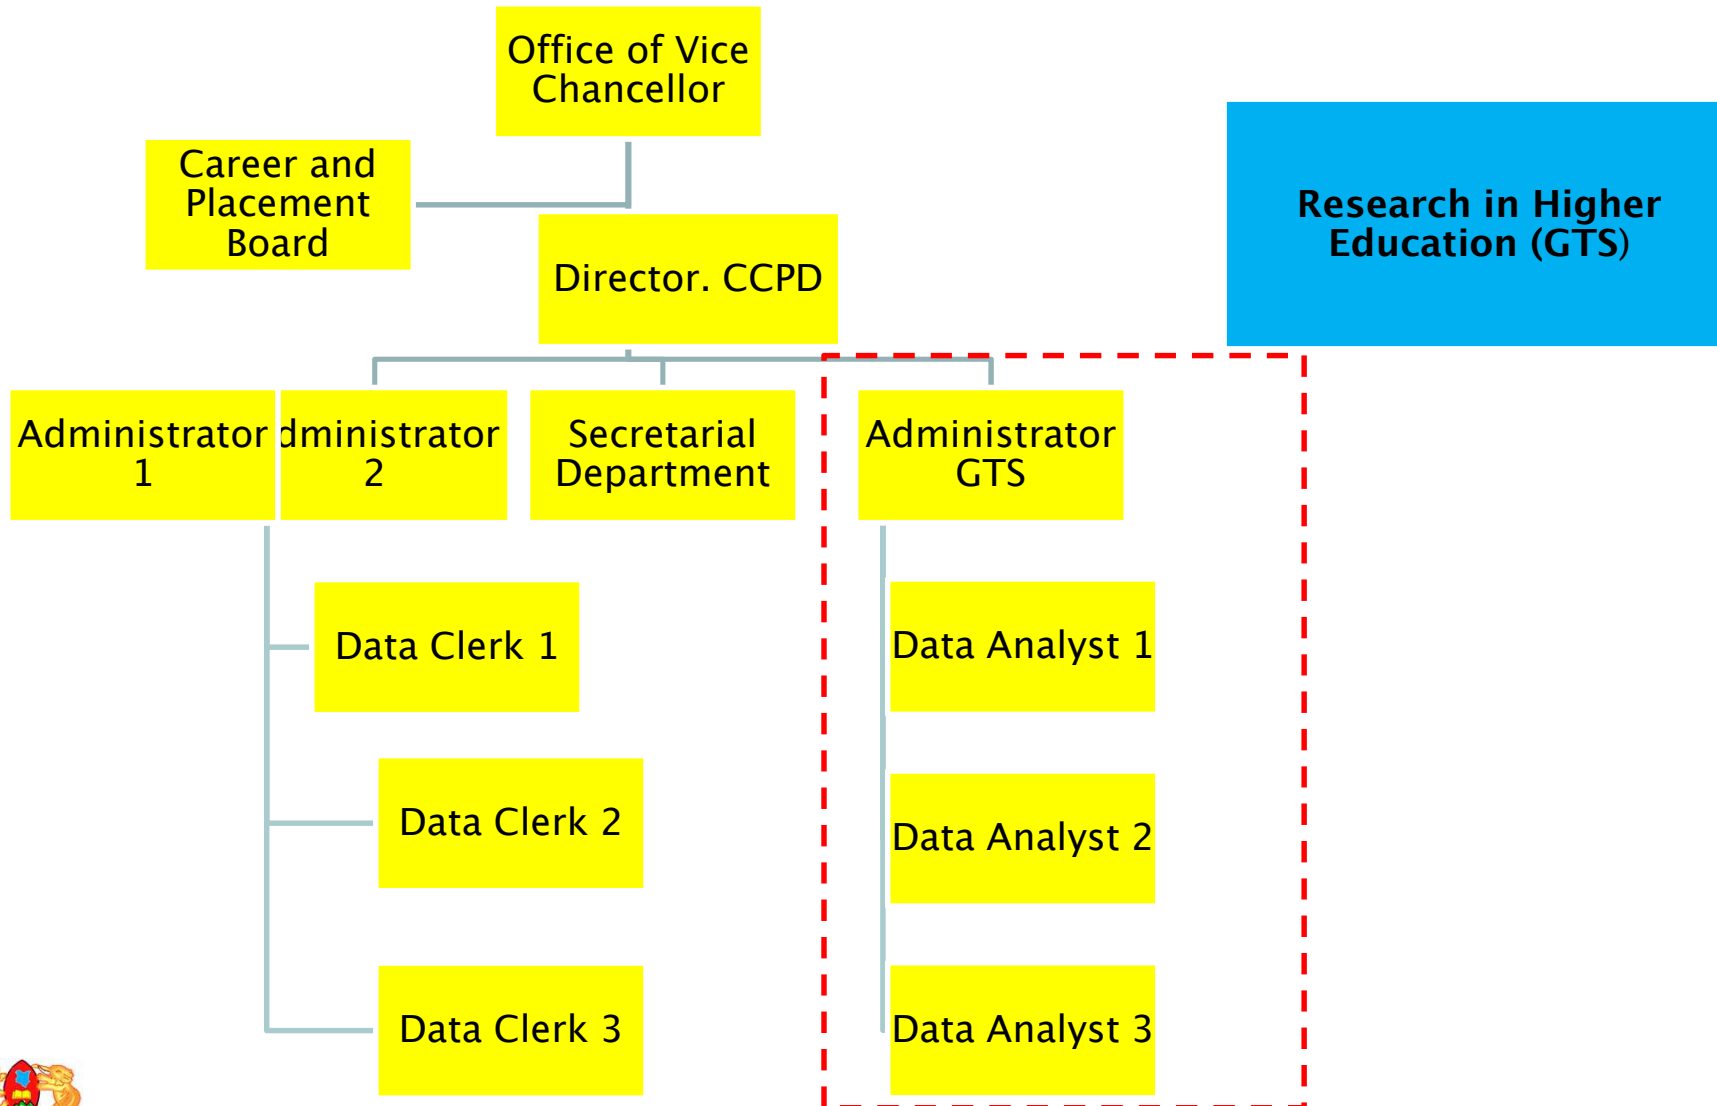 Office of Vice
Chancellor
Career and
Placement
Board
Research in Higher
Education (GTS)
Director. CCPD
Administrator
1
dministrator
2
Secretarial
Department
Administrator
GTS
Data Clerk 1
Data Analyst 1
Data Clerk 2
Data Analyst 2
Data Clerk 3
Data Analyst 3